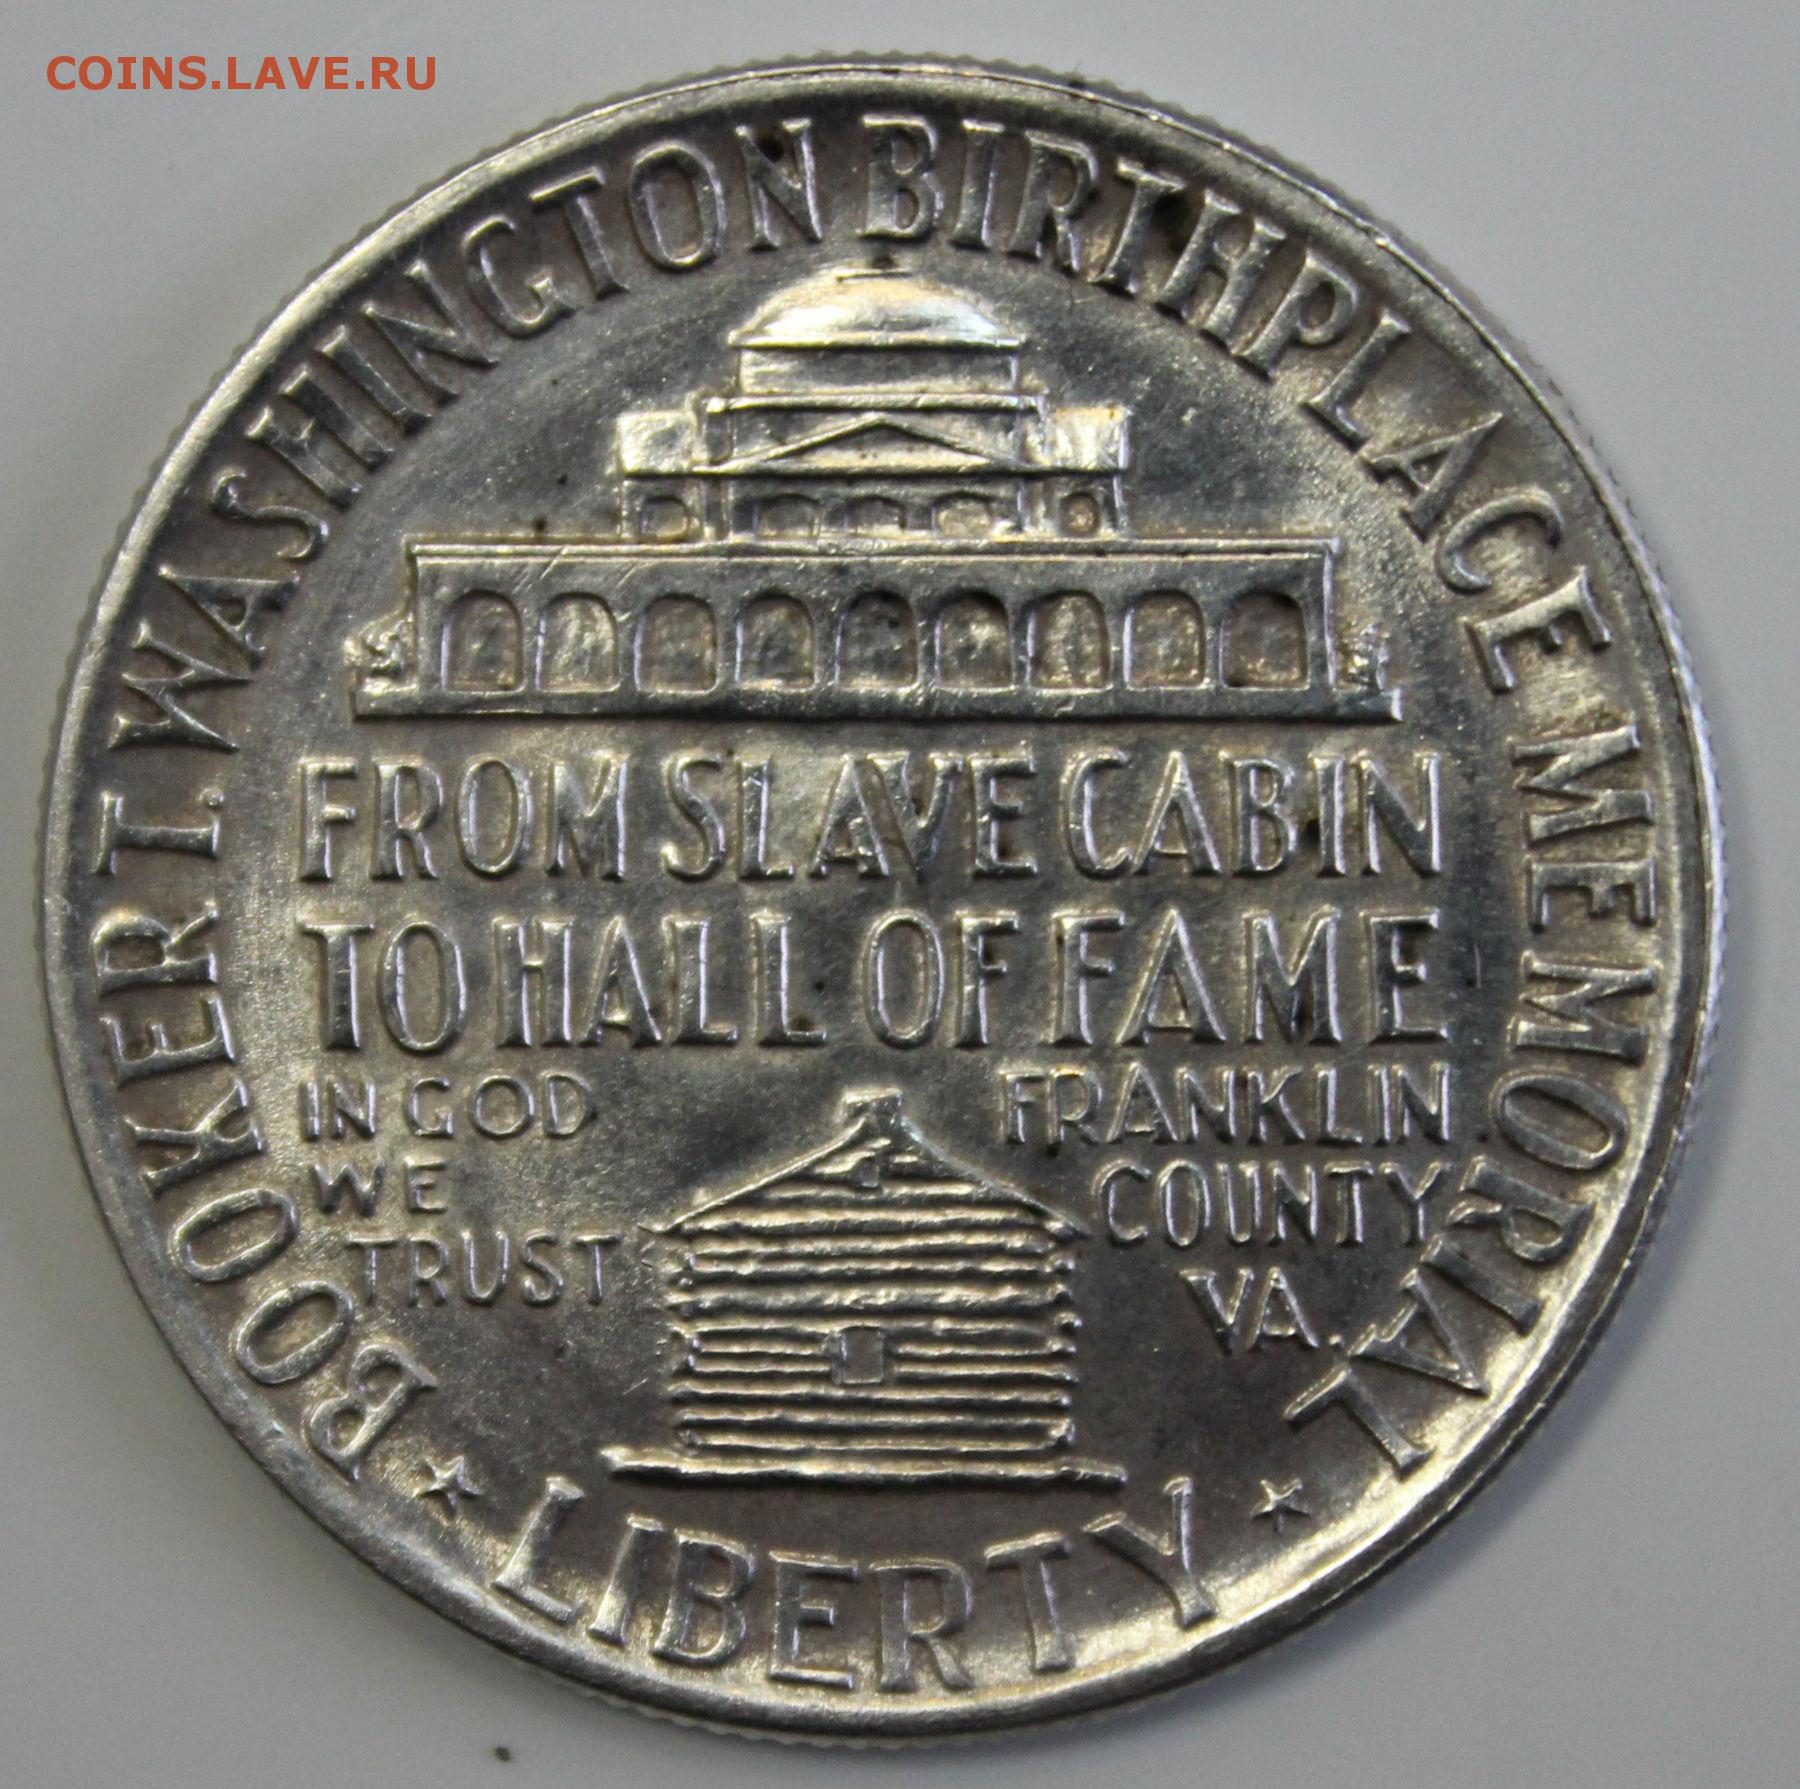 COINS.LAVE.RU
BOOKER T. WASHINGTON BIRTHPLACE MEMORIAL
FROM SLAVE CABIN
TO HALL OF FAME
IN GOD
WE
TRUST
FRANKLIN
COUNTY
VA.
LIBERTY